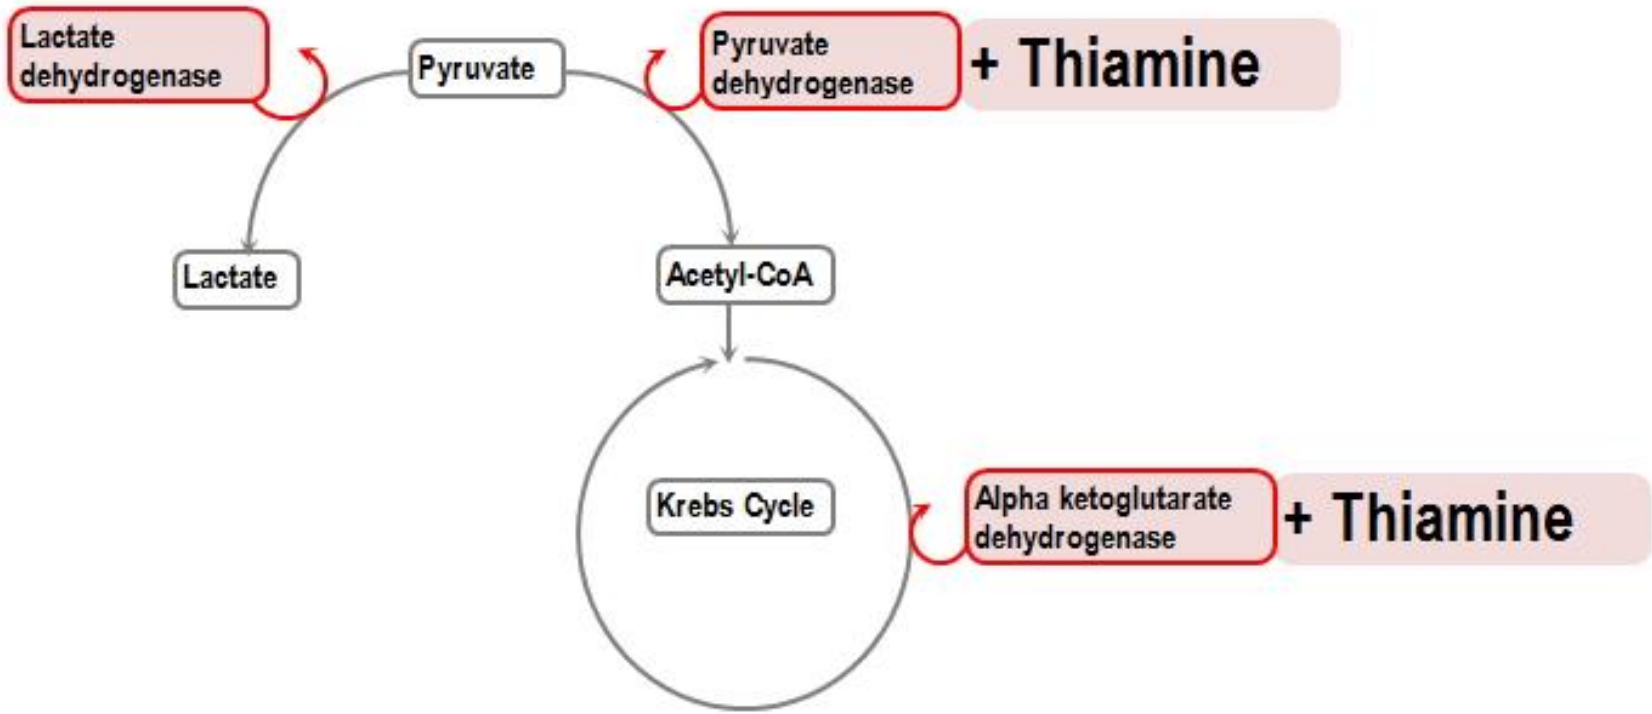 Lactate
dehydrogenase
Pyruvate
Pyruvate
dehydrogenase
+ Thiamine
Lactate
Acetyl-CoA
Krebs Cycle
Alpha ketoglutarate
dehydrogenase
+ Thiamine